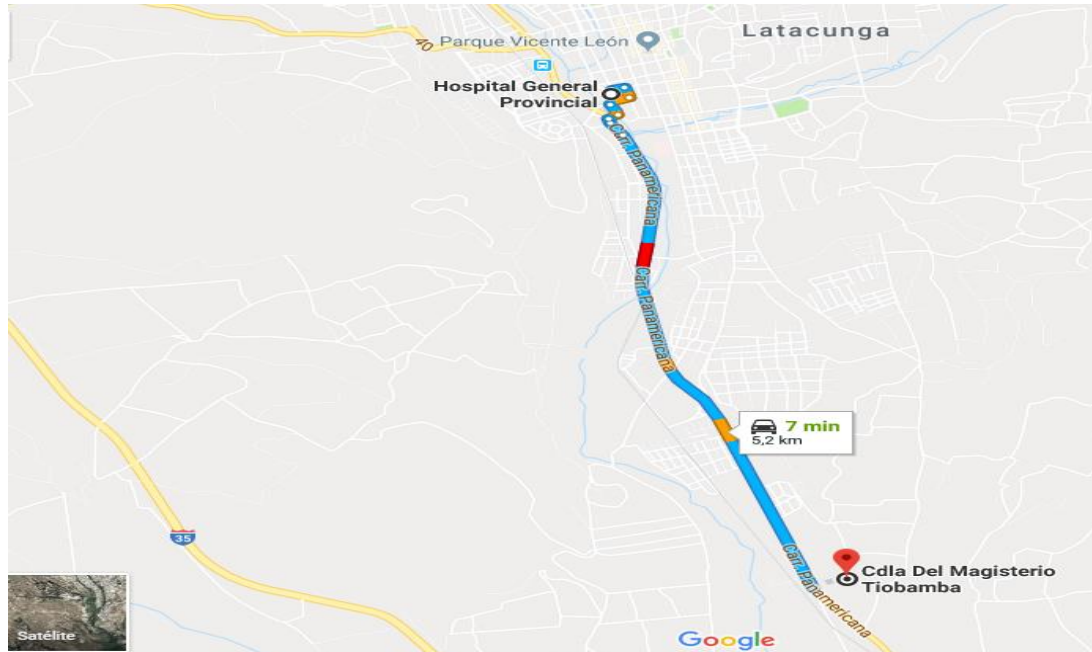 Latacunga
40
Parque Vicente León
Hospital General
Provincial
Carr. Panamericana
Carr. Panamericana
7 min
5,2 km
35
Carr. Panamericana
Cdla Del Magisterio
Tiobamba
Satélite
Google